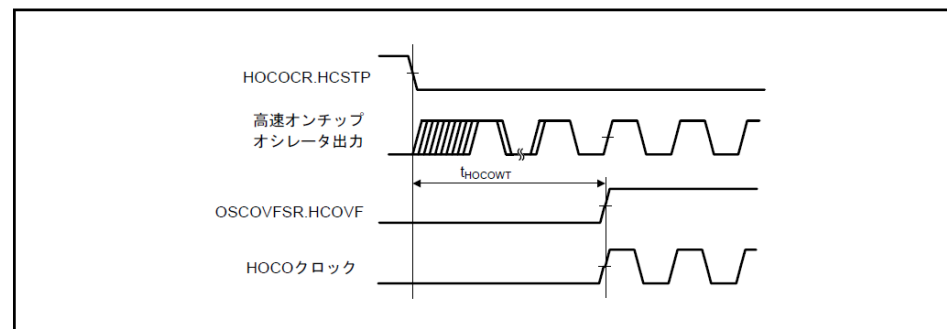 HOCOCR.HCSTP
高速オンチップ
オシレータ出力
tHOCOWT
OSCOVFSR.HCOVF
HOCOクロック